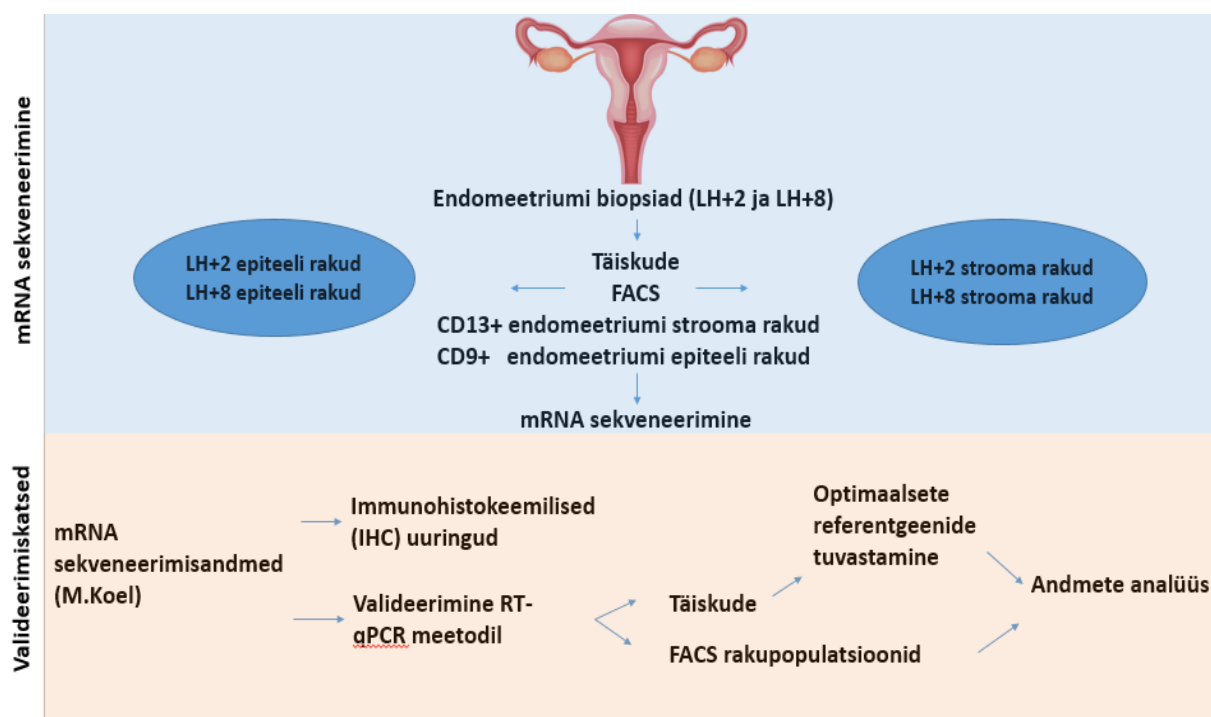 mRNA sekveneerimine
Endomeetriumi biopsiad (LH+2 ja LH+8)
LH+2 epiteeli rakud
LH+8 epiteeli rakud
Täiskude
FACS
LH+2 strooma rakud
LH+8 strooma rakud
CD13+ endomeetriumi strooma rakud
CD9+ endomeetriumi epiteeli rakud
mRNA sekveneerimine
Valideerimiskatsed
mRNA
sekveneerimisandmed
(M.Koel)
Immunohistokeemilised
(IHC) uuringud
Valideerimine RT-
qPCR meetodil
Täiskude
FACS rakupopulatsioonid
Optimaalsete
referentgeenide
tuvastamine
Andmete analüüs